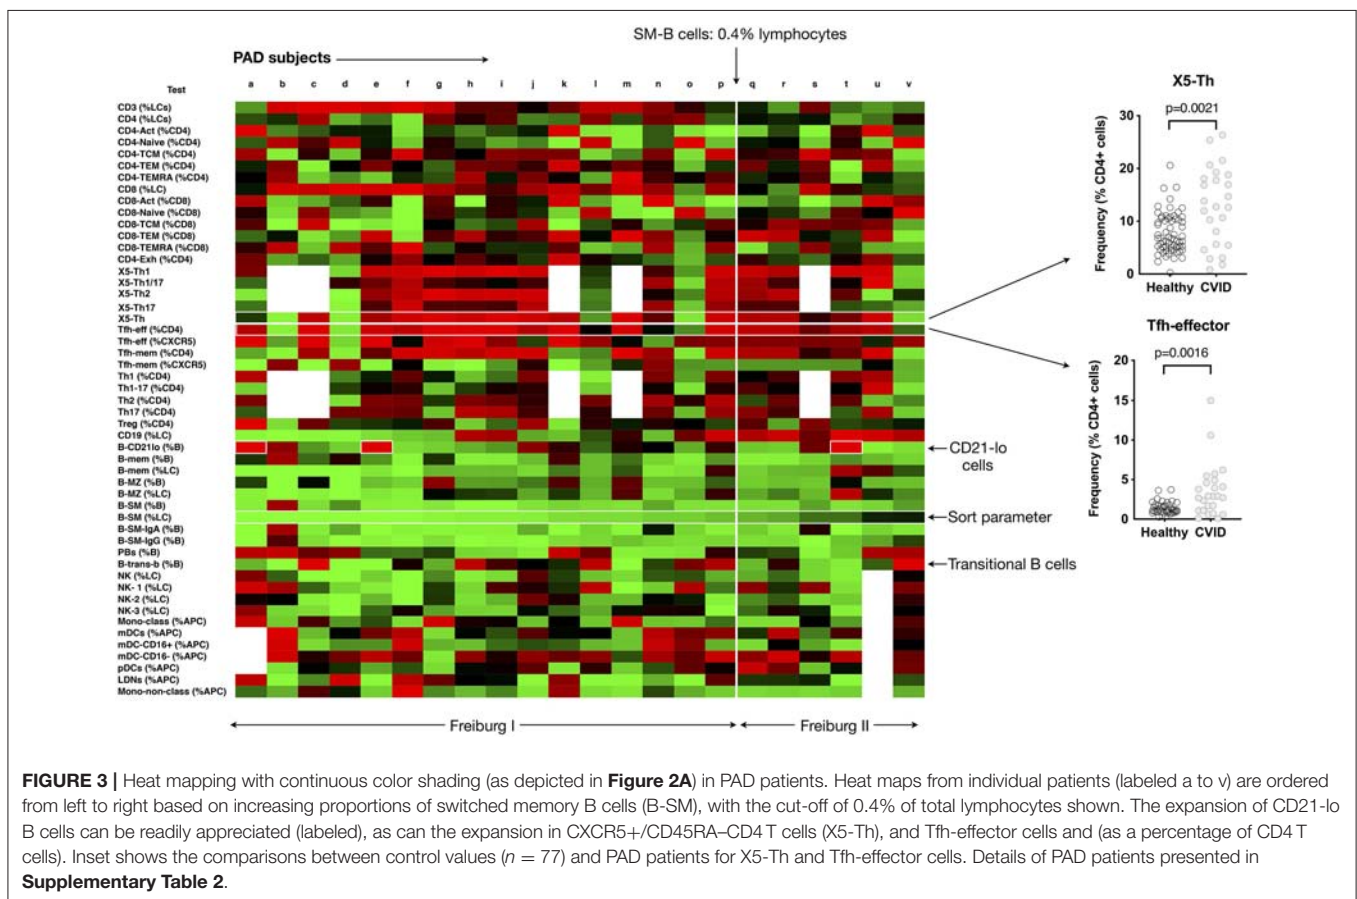 SM-B cells: 0.4% lymphocytes
PAD subjects
Test
a b c d e f g h i j k l m n o p q r s t u v
CD3 (%LCs)
CD4 (%LCs)
CD4-Act (%CD4)
CD4-Naive (%CD4)
CD4-TCM (%CD4)
CD4-TEM (%CD4)
CD4-TEMRA (%CD4)
CD8 (%LC)
CD8-Act (%CD8)
CD8-Naive (%CD8)
CD8-TCM (%CD8)
CD8-TEM (%CD8)
CD8-TEMRA (%CD8)
CD4-Exh (%CD4)
X5-Th1
X5-Th1/17
X5-Th2
X5-Th17
X5-Th
Tfh-eff (%CD4)
Tfh-eff (%CXCR5)
Tfh-mem (%CD4)
Tfh-mem (%CXCR5)
Th1 (%CD4)
Th1-17 (%CD4)
Th2 (%CD4)
Th17 (%CD4)
Treg (%CD4)
CD19 (%LC)
B-CD21lo (%B)
B-mem (%B)
B-mem (%LC)
B-MZ (%B)
B-MZ (%LC)
B-SM (%B)
B-SM (%LC)
B-SM-IgA (%B)
B-SM-IgG (%B)
PBs (%B)
B-trans-b (%B)
NK (%LC)
NK- 1 (%LC)
NK-2 (%LC)
NK-3 (%LC)
Mono-class (%APC)
mDCs (%APC)
mDC-CD16+ (%APC)
mDC-CD16- (%APC)
pDCs (%APC)
LDNs (%APC)
Mono-non-class (%APC)
CD21-lo
cells
Sort parameter
Transitional B cells
Freiburg I
Freiburg II
X5-Th
p=0.0021
Frequency (% CD4+ cells)
30
20
10
0
Healthy CVID
Tfh-effector
p=0.0016
Frequency (% CD4+ cells)
20
15
10
5
0
Healthy CVID
FIGURE 3 | Heat mapping with continuous color shading (as depicted in Figure 2A) in PAD patients. Heat maps from individual patients (labeled a to v) are ordered
from left to right based on increasing proportions of switched memory B cells (B-SM), with the cut-off of 0.4% of total lymphocytes shown. The expansion of CD21-lo
B cells can be readily appreciated (labeled), as can the expansion in CXCR5+/CD45RA–CD4 T cells (X5-Th), and Tfh-effector cells and (as a percentage of CD4 T
cells). Inset shows the comparisons between control values (n = 77) and PAD patients for X5-Th and Tfh-effector cells. Details of PAD patients presented in
Supplementary Table 2.